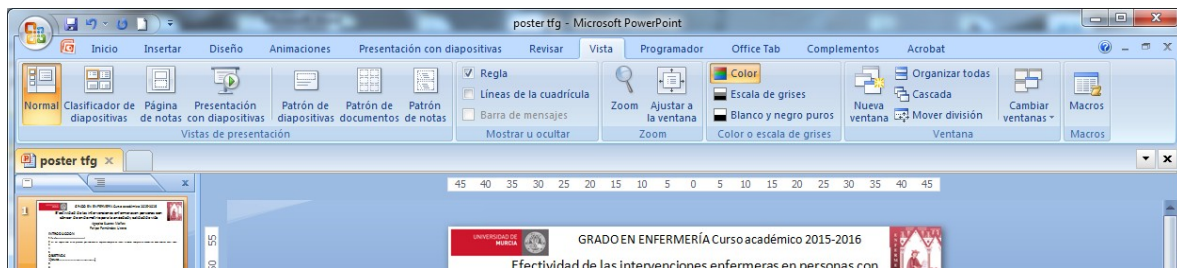 poster tfg - Microsoft PowerPoint
Inicio Insertar Diseño Animaciones Presentación con diapositivas Revisar Vista Programador Office Tab Complementos Acrobat
Normal
Clasificador de diapositivas
Página de notas
Presentación con diapositivas
Patrón de diapositivas
Patrón de documentos
Patrón de notas
Vistas de presentación
Regla
Líneas de la cuadrícula
Barra de mensajes
Mostrar u ocultar
Zoom
Ajustar a la ventana
Zoom
Color
Escala de grises
Blanco y negro puros
Color o escala de grises
Nueva ventana
Organizar todas
Cascada
Mover división
Cambiar ventanas
Ventana
Macros
Macros
poster tfg
45 40 35 30 25 20 15 10 5 0 5 10 15 20 25 30 35 40 45
1
55
UNIVERSIDAD DE
MURCIA
GRADO EN ENFERMERÍA Curso académico 2015-2016
Efectividad de las intervenciones enfermeras en personas con